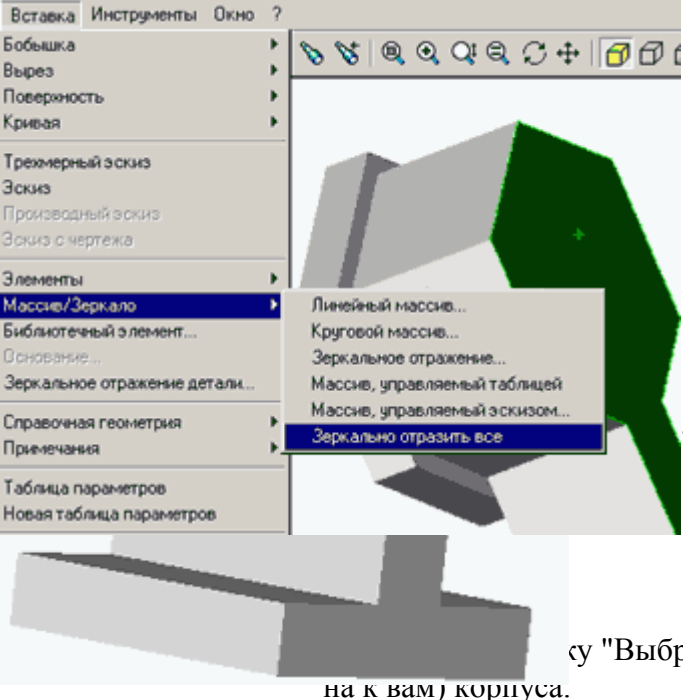 Вставка Инструменты Окно ?
Бобышка
Вырез
Поверхность
Кривая
Трехмерный эскиз
Эскиз
Производный эскиз
Эскиз с чертежа
Элементы
Массив/Зеркало
Линейный массив...
Круговой массив...
Зеркальное отражение...
Массив, управляемый таблицей
Массив, управляемый эскизом...
Зеркально отразить все
Библиотечный элемент...
Основание...
Зеркальное отражение детали...
Справочная геометрия
Примечания
Таблица параметров
Новая таблица параметров
ку "Выбр
на к вам) корпуса.